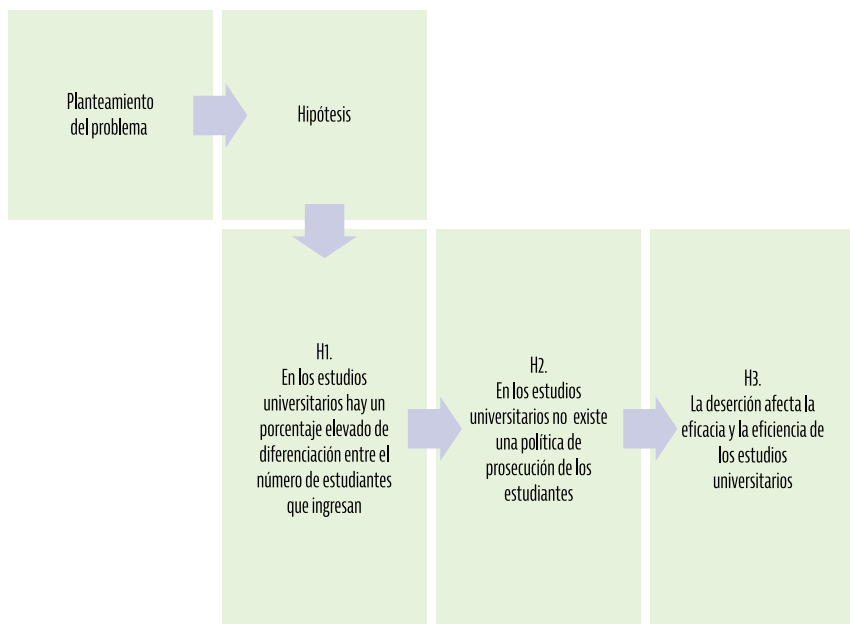 Planteamiento
del problema
Hipótesis
H1.
En los estudios
universitarios hay un
porcentaje elevado de
diferenciación entre el
número de estudiantes
que ingresan
H2.
En los estudios
universitarios no existe
una política de
prosecución de los
estudiantes
H3.
La deserción afecta la
eficacia y la eficiencia de
los estudios
universitarios